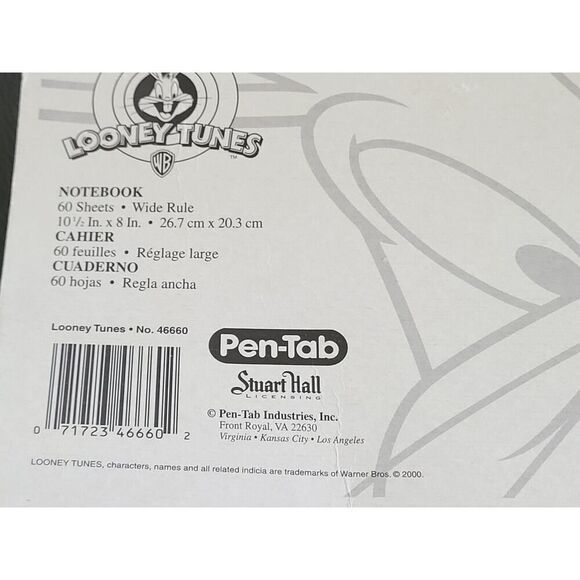 LOONEY TUNES
TM
WB
NOTEBOOK
60 Sheets • Wide Rule
10 1/2 In. x 8 In. • 26.7 cm x 20.3 cm
CAHIER
60 feuilles • Réglage large
CUADERNO
60 hojas • Regla ancha
Looney Tunes • No. 46660
0 71723 46660 2
Pen-Tab
Stuart Hall
LICENSING
© Pen-Tab Industries, Inc.
Front Royal, VA 22630
Virginia • Kansas City • Los Angeles
LOONEY TUNES, characters, names and all related indicia are trademarks of Warner Bros. © 2000.